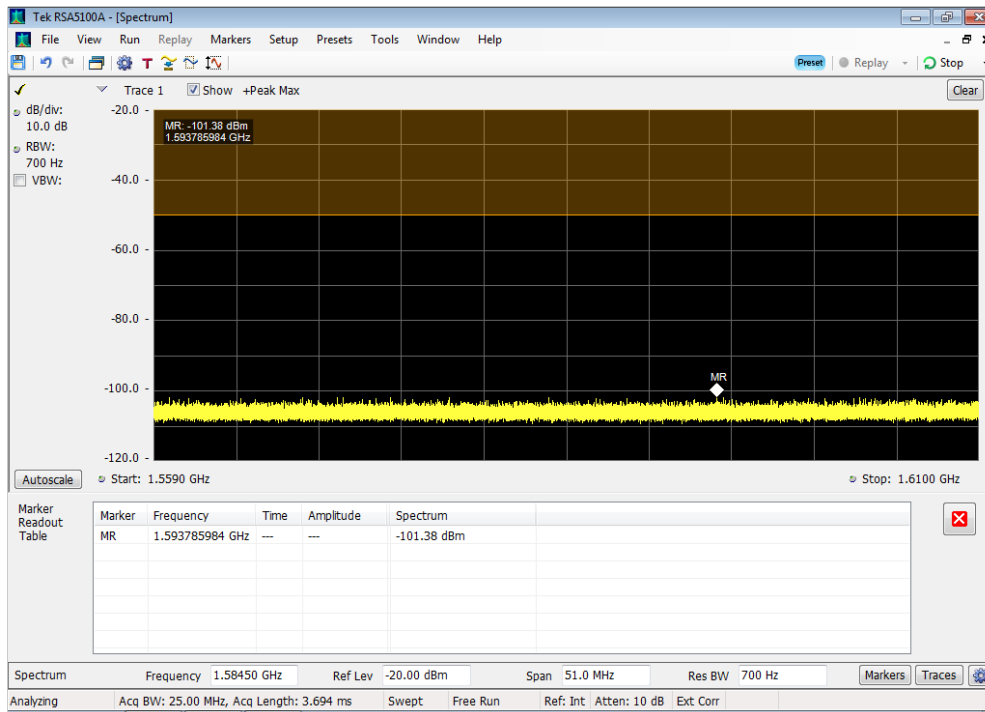 Tek RSA5100A - [Spectrum]
File View Run Replay Markers Setup Presets Tools Window Help
T Preset Replay Stop
Trace 1 Show +Peak Max Clear
dB/div:
10.0 dB
RBW:
700 Hz
VBW:
-20.0
-40.0
-60.0
-80.0
-100.0
-120.0
MR: -101.38 dBm
1.593785984 GHz
MR
Autoscale Start: 1.5590 GHz Stop: 1.6100 GHz
Marker
Readout
Table
Marker Frequency Time Amplitude Spectrum
MR 1.593785984 GHz --- --- -101.38 dBm
Spectrum Frequency 1.58450 GHz Ref Lev -20.00 dBm Span 51.0 MHz Res BW 700 Hz Markers Traces
Analyzing Acq BW: 25.00 MHz, Acq Length: 3.694 ms Swept Free Run Ref: Int Atten: 10 dB Ext Corr